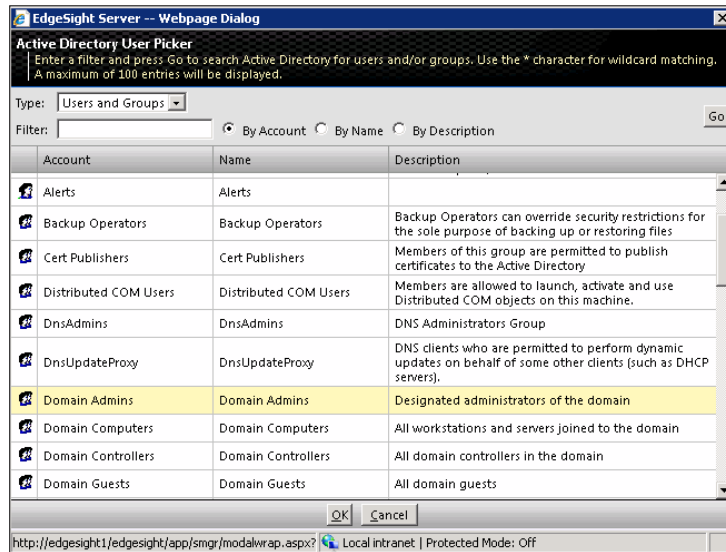 EdgeSight Server -- Webpage Dialog
Active Directory User Picker
Enter a filter and press Go to search Active Directory for users and/or groups. Use the * character for wildcard matching.
A maximum of 100 entries will be displayed.
Type: Users and Groups
Go
Filter: By Account By Name By Description
Account Name Description
Alerts Alerts
Backup Operators Backup Operators Backup Operators can override security restrictions for
the sole purpose of backing up or restoring files
Cert Publishers Cert Publishers Members of this group are permitted to publish
certificates to the Active Directory
Distributed COM Users Distributed COM Users Members are allowed to launch, activate and use
Distributed COM objects on this machine.
DnsAdmins DnsAdmins DNS Administrators Group
DnsUpdateProxy DnsUpdateProxy DNS clients who are permitted to perform dynamic
updates on behalf of some other clients (such as DHCP
servers).
Domain Admins Domain Admins Designated administrators of the domain
Domain Computers Domain Computers All workstations and servers joined to the domain
Domain Controllers Domain Controllers All domain controllers in the domain
Domain Guests Domain Guests All domain guests
OK Cancel
http://edgesight1/edgesight/app/smgr/modalwrap.aspx? Local intranet | Protected Mode: Off